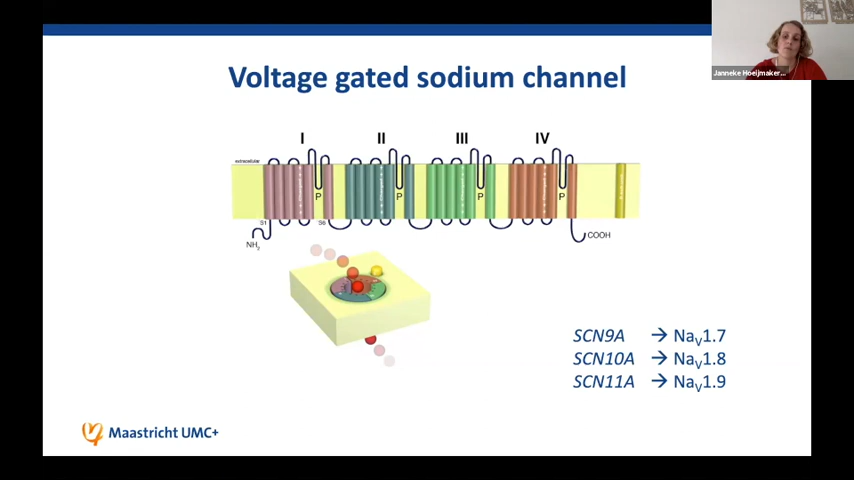 Janneke Hoeijmaker...
Voltage gated sodium channel
I II III IV
extracellular
P P P P
S1 S6
NH2
COOH
SCN9A → NaV1.7
SCN10A → NaV1.8
SCN11A → NaV1.9
Maastricht UMC+